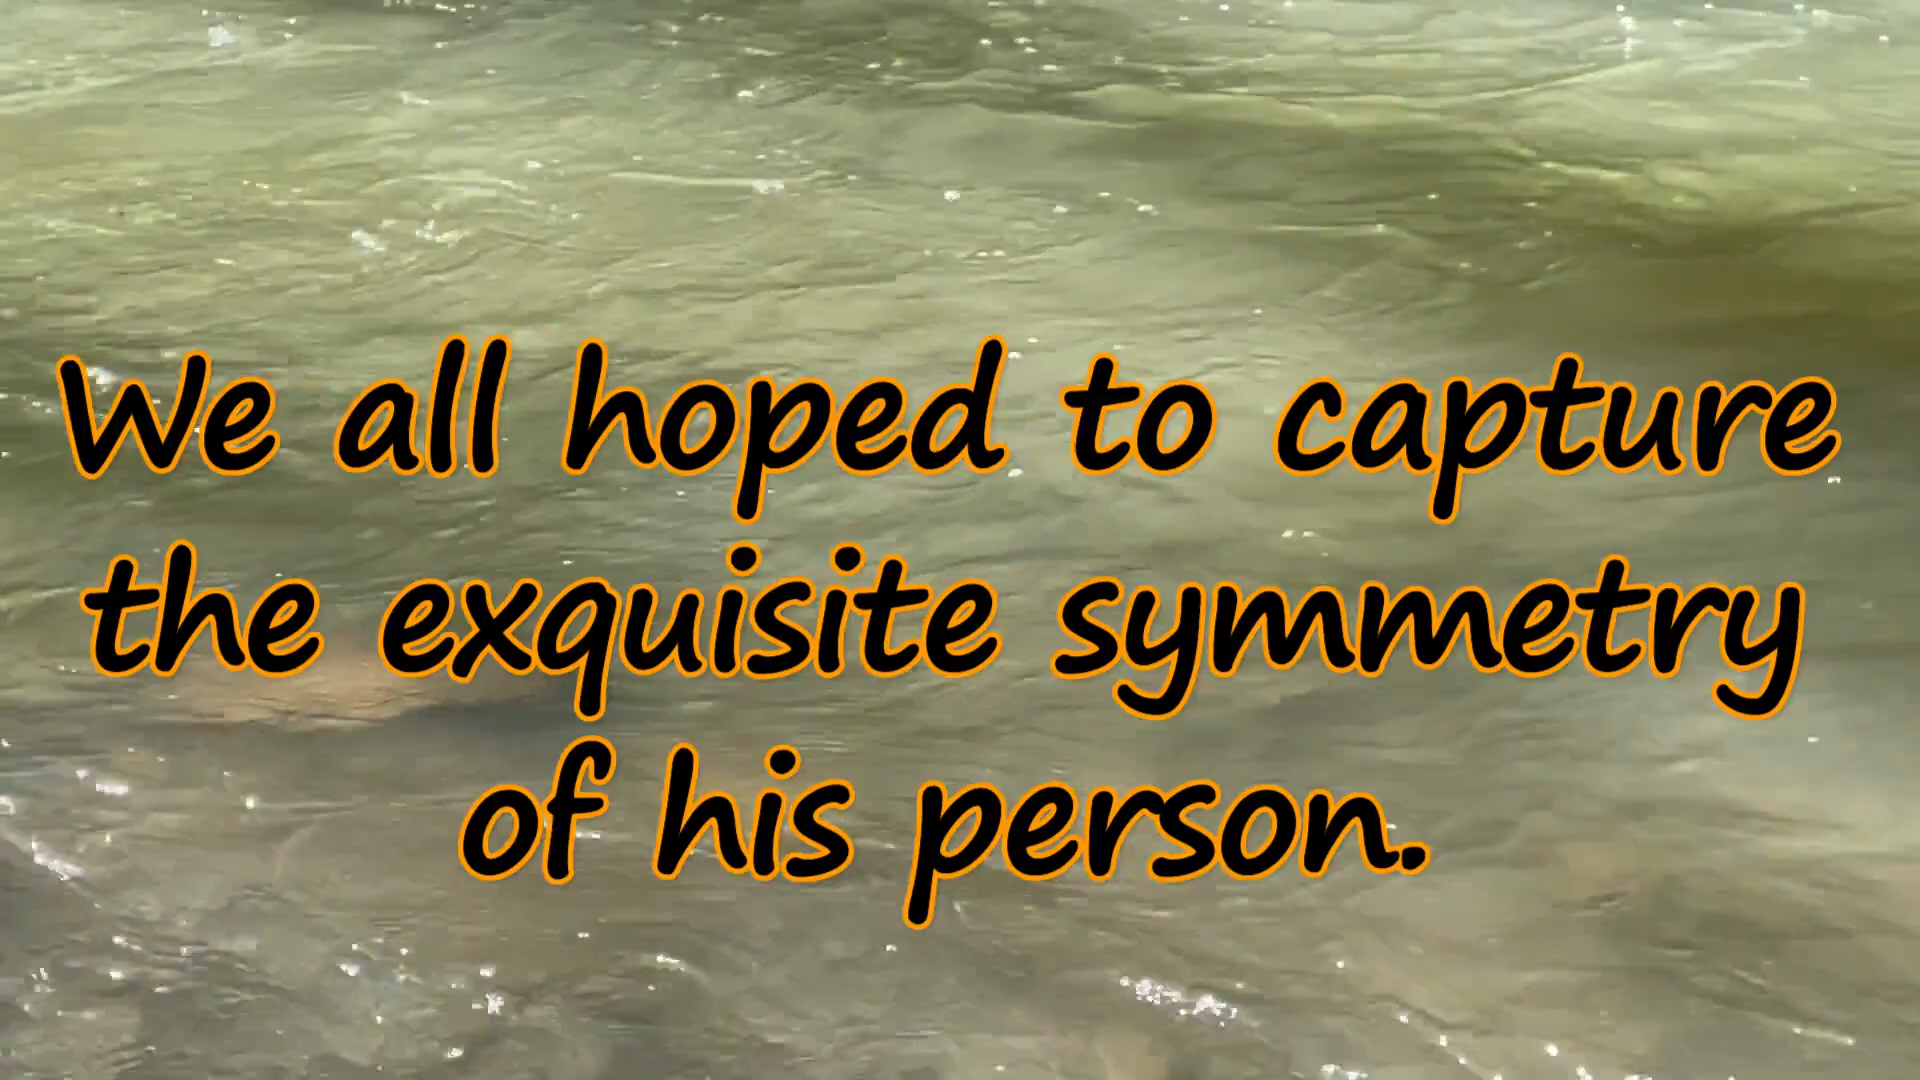 We all hoped to capture
the exquisite symmetry
of his person.